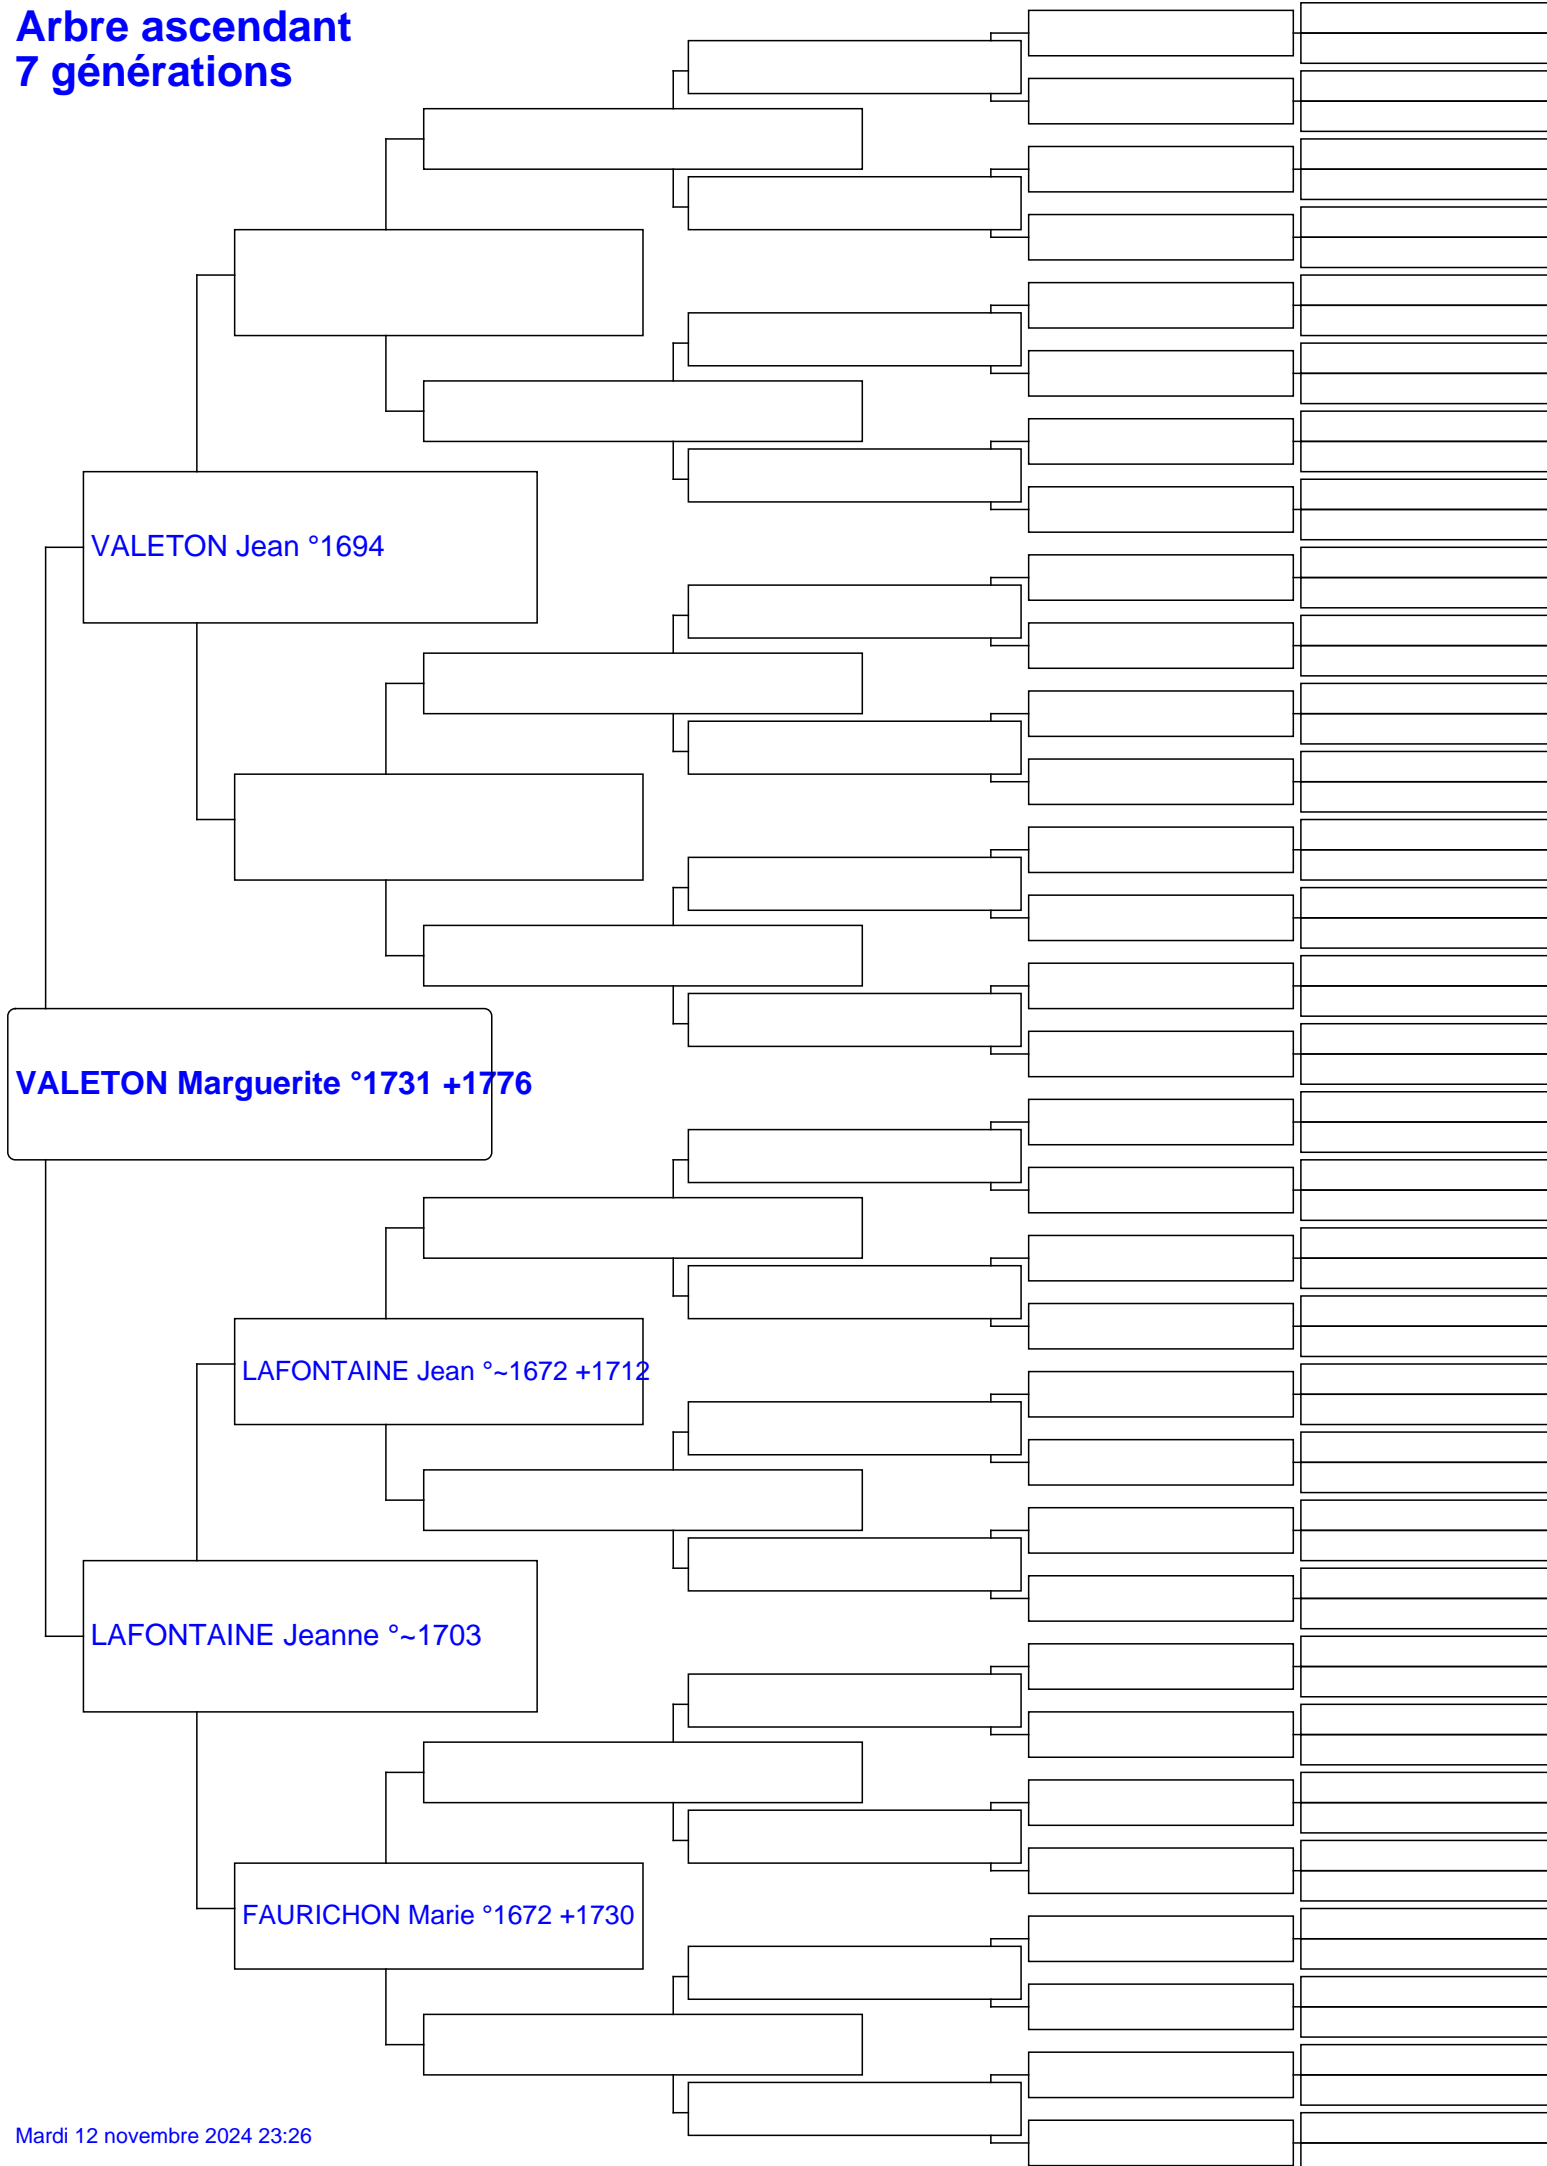 Arbre ascendant
7 générations
VALETON Jean °1694
VALETON Marguerite °1731 +1776
LAFONTAINE Jean °~1672 +1712
LAFONTAINE Jeanne °~1703
FAURICHON Marie °1672 +1730
Mardi 12 novembre 2024 23:26